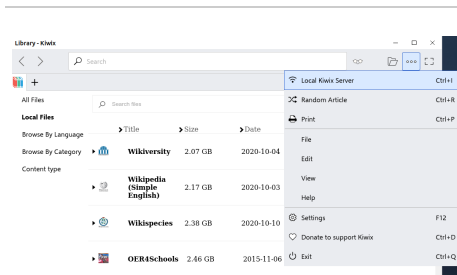 Library - Kiwix
Search
Local Kiwix Server Ctrl+I
Random Article Ctrl+R
Print Ctrl+P
File
Edit
View
Help
Settings F12
Donate to support Kiwix Ctrl+D
Exit Ctrl+Q
All Files
Local Files
Browse By Language
Browse By Category
Content type
Search files
Title Size Date
Wikiversity 2.07 GB 2020-10-04
Wikipedia
(Simple 2.17 GB 2020-10-03
English)
Wikispecies 2.38 GB 2020-10-10
OER4Schools 2.46 GB 2015-11-06